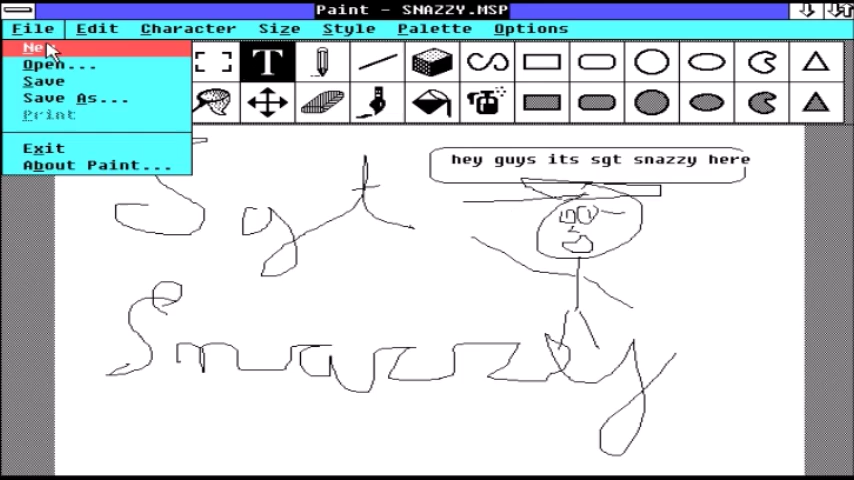 Paint - SNAZZY.MSP
File Edit Character Size Style Palette Options
New
Open...
Save
Save As...
Print
Exit
About Paint...
T
hey guys its sgt snazzy here
Sgt
Snazzy